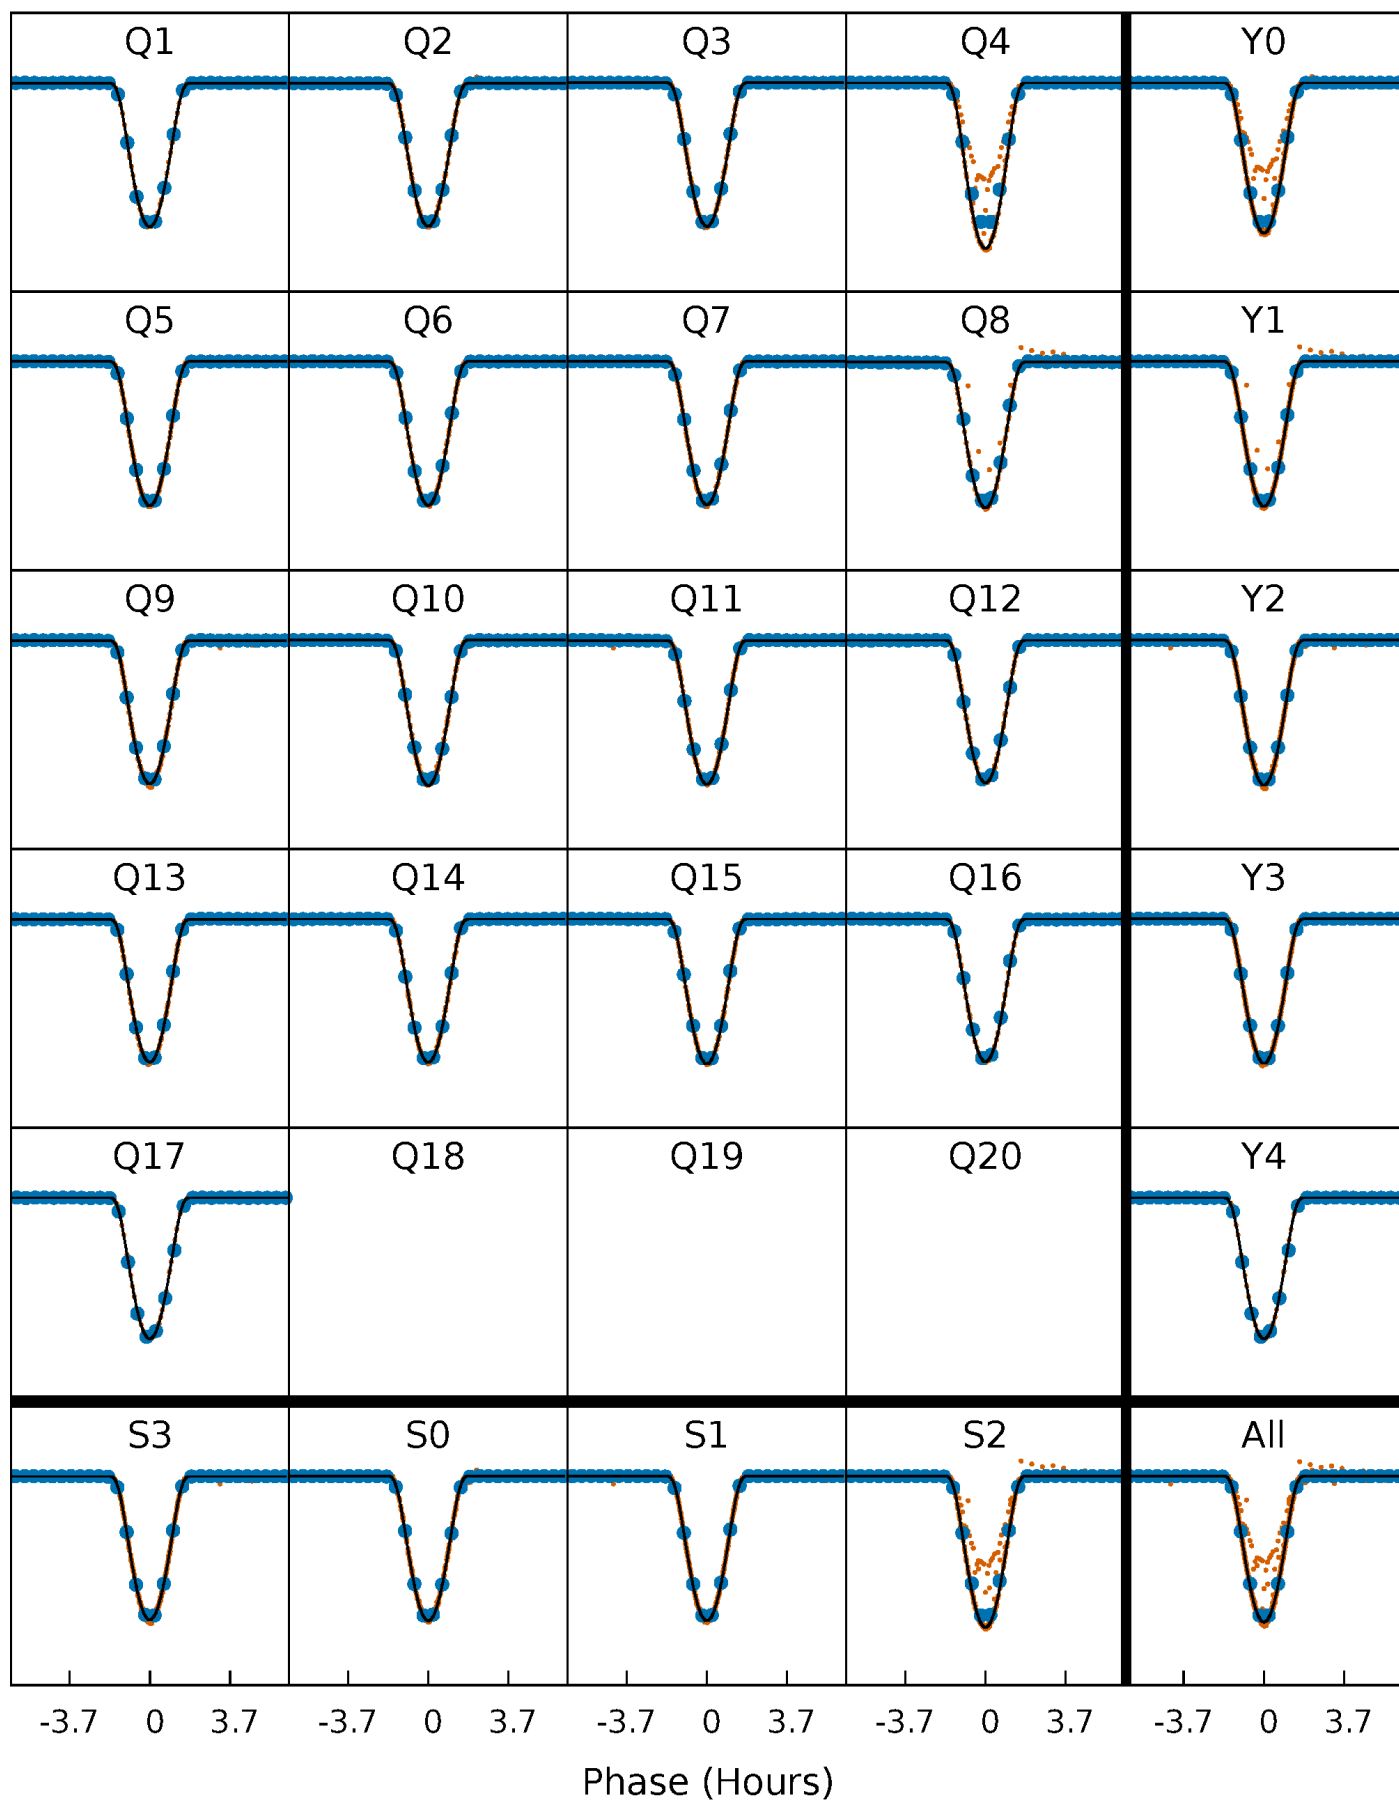 Q1 Q2 Q3 Q4 Y0
Q5 Q6 Q7 Q8 Y1
Q9 Q10 Q11 Q12 Y2
Q13 Q14 Q15 Q16 Y3
Q17 Q18 Q19 Q20 Y4
S3 S0 S1 S2 All
-3.7 0 3.7 -3.7 0 3.7 -3.7 0 3.7 -3.7 0 3.7 -3.7 0 3.7
Phase (Hours)